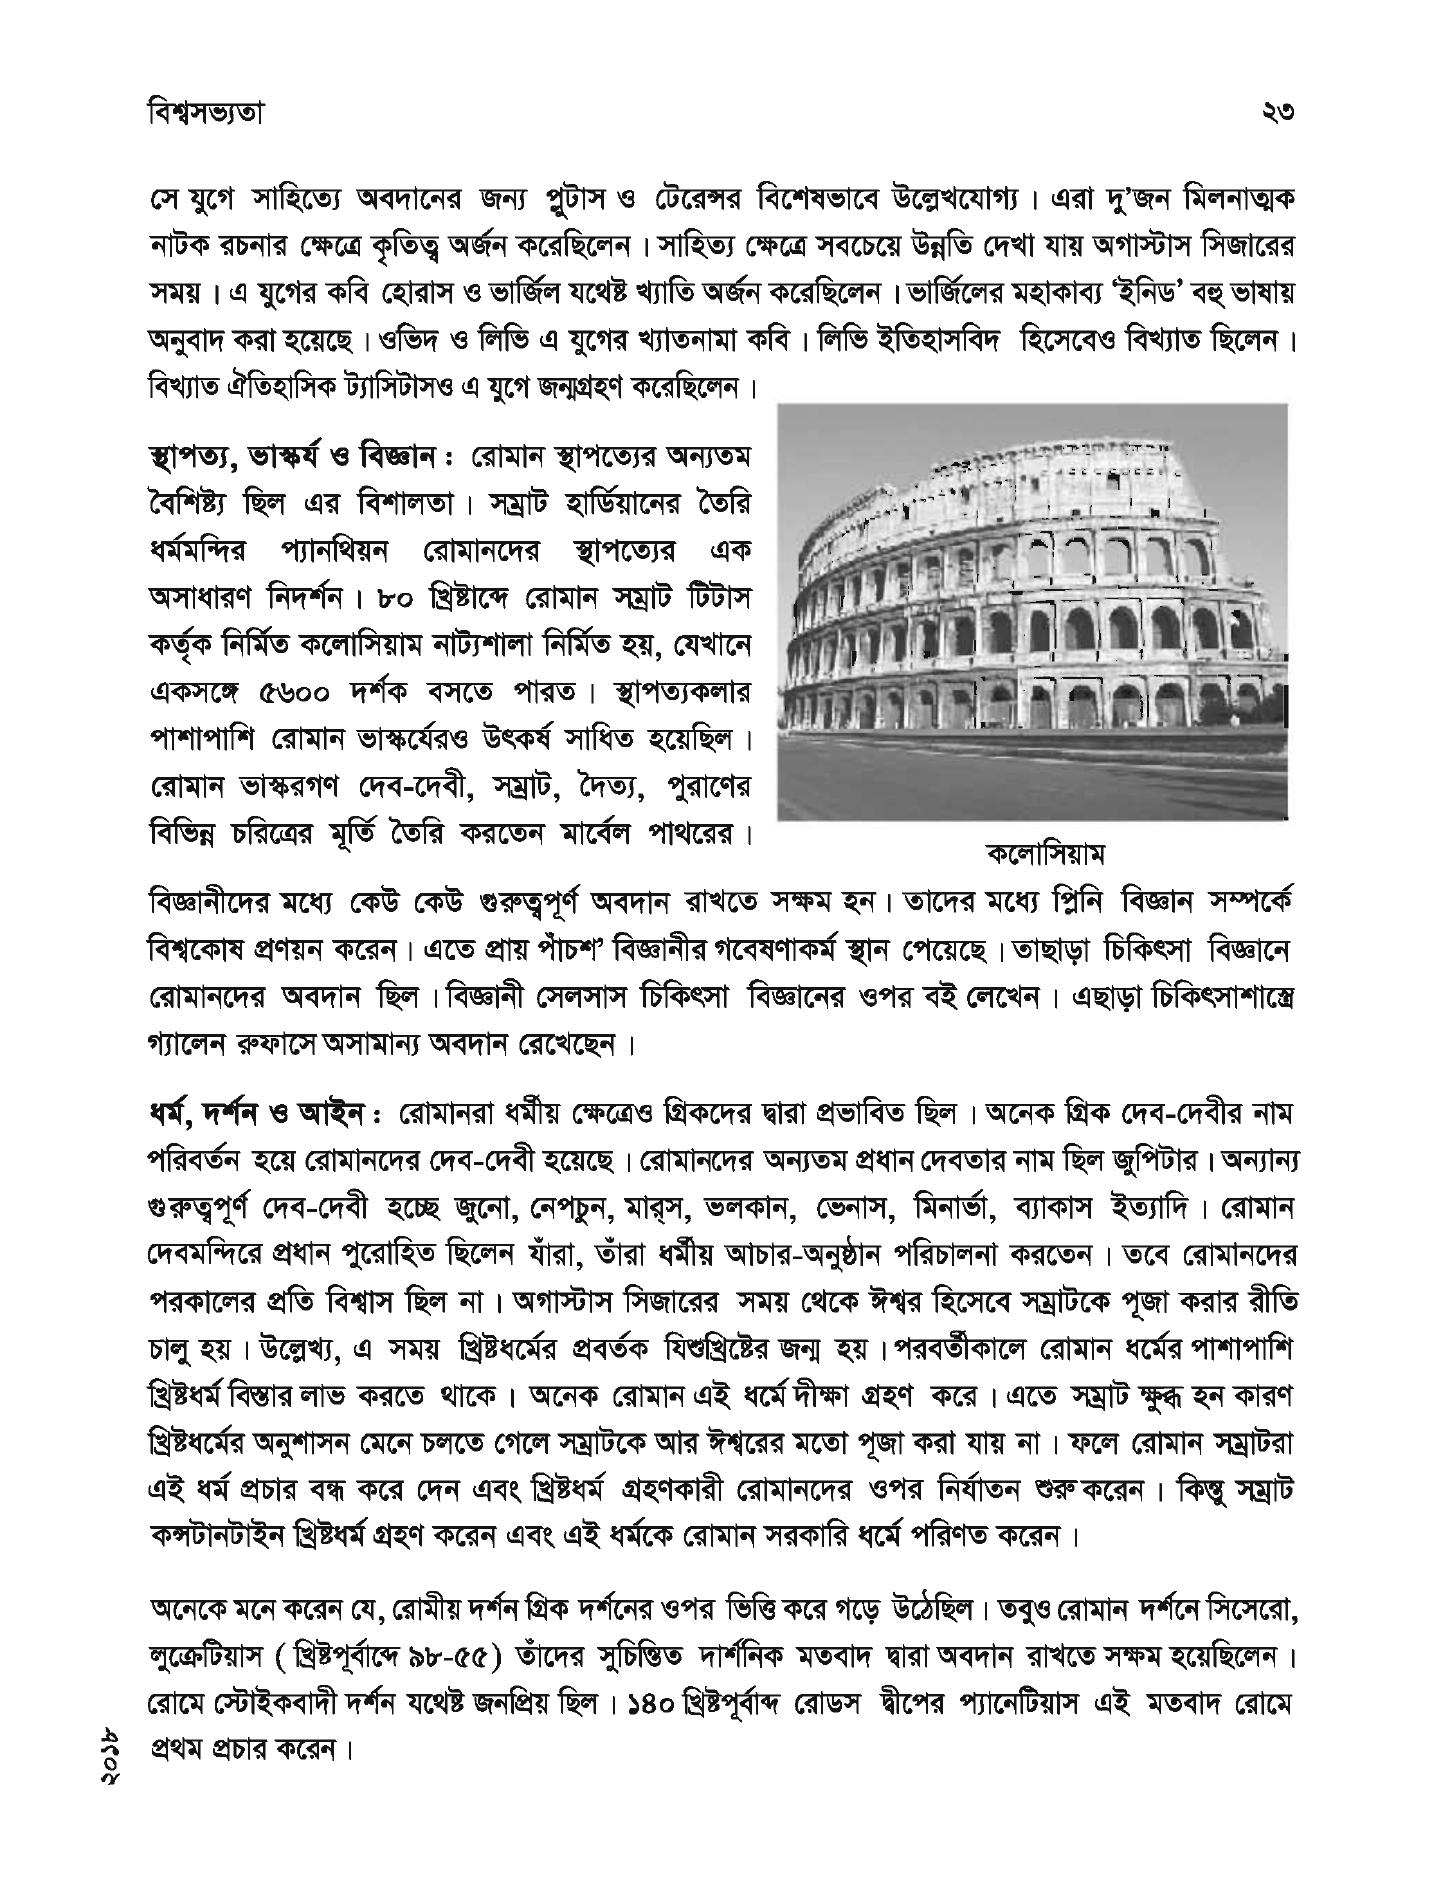 বিশ্বসভ্যতা ২৩
সে যুগে সাহিত্যে অবদানের জন্য প্লুটাস ও টেরেন্সর বিশেষভাবে উল্লেখযোগ্য। এরা দু’জন মিলনাত্মক
নাটক রচনার ক্ষেত্রে কৃতিত্ব অর্জন করেছিলেন। সাহিত্য ক্ষেত্রে সবচেয়ে উন্নতি দেখা যায় অগাস্টাস সিজারের
সময়। এ যুগের কবি হোরাস ও ভার্জিল যথেষ্ট খ্যাতি অর্জন করেছিলেন। ভার্জিলের মহাকাব্য ‘ইনিড’ বহু ভাষায়
অনুবাদ করা হয়েছে। ওভিদ ও লিভি এ যুগের খ্যাতনামা কবি। লিভি ইতিহাসবিদ হিসেবেও বিখ্যাত ছিলেন।
বিখ্যাত ঐতিহাসিক ট্যাসিটাসও এ যুগে জন্মগ্রহণ করেছিলেন।
স্থাপত্য, ভাস্কর্য ও বিজ্ঞান : রোমান স্থাপত্যের অন্যতম
বৈশিষ্ট্য ছিল এর বিশালতা। সম্রাট হার্ডিয়ানের তৈরি
ধর্মমন্দির প্যানথিয়ন রোমানদের স্থাপত্যের এক
অসাধারণ নিদর্শন। ৮০ খ্রিষ্টাব্দে রোমান সম্রাট টিটাস
কর্তৃক নির্মিত কলোসিয়াম নাট্যশালা নির্মিত হয়, যেখানে
একসঙ্গে ৫৬০০ দর্শক বসতে পারত। স্থাপত্যকলার
পাশাপাশি রোমান ভাস্কর্যেরও উৎকর্ষ সাধিত হয়েছিল।
রোমান ভাস্করগণ দেব-দেবী, সম্রাট, দৈত্য, পুরাণের
বিভিন্ন চরিত্রের মূর্তি তৈরি করতেন মার্বেল পাথরের।
কলোসিয়াম
বিজ্ঞানীদের মধ্যে কেউ কেউ গুরুত্বপূর্ণ অবদান রাখতে সক্ষম হন। তাদের মধ্যে প্লিনি বিজ্ঞান সম্পর্কে
বিশ্বকোষ প্রণয়ন করেন। এতে প্রায় পাঁচশ’ বিজ্ঞানীর গবেষণাকর্ম স্থান পেয়েছে। তাছাড়া চিকিৎসা বিজ্ঞানে
রোমানদের অবদান ছিল। বিজ্ঞানী সেলসাস চিকিৎসা বিজ্ঞানের ওপর বই লেখেন। এছাড়া চিকিৎসাশাস্ত্রে
গ্যালেন রুফাসে অসামান্য অবদান রেখেছেন।
ধর্ম, দর্শন ও আইন : রোমানরা ধর্মীয় ক্ষেত্রেও গ্রিকদের দ্বারা প্রভাবিত ছিল। অনেক গ্রিক দেব-দেবীর নাম
পরিবর্তন হয়ে রোমানদের দেব-দেবী হয়েছে। রোমানদের অন্যতম প্রধান দেবতার নাম ছিল জুপিটার। অন্যান্য
গুরুত্বপূর্ণ দেব-দেবী হচ্ছে জুনো, নেপচুন, মার্‌স, ভলকান, ভেনাস, মিনার্ভা, ব্যাকাস ইত্যাদি। রোমান
দেবমন্দিরে প্রধান পুরোহিত ছিলেন যাঁরা, তাঁরা ধর্মীয় আচার-অনুষ্ঠান পরিচালনা করতেন। তবে রোমানদের
পরকালের প্রতি বিশ্বাস ছিল না। অগাস্টাস সিজারের সময় থেকে ঈশ্বর হিসেবে সম্রাটকে পূজা করার রীতি
চালু হয়। উল্লেখ্য, এ সময় খ্রিষ্টধর্মের প্রবর্তক যিশুখ্রিষ্টের জন্ম হয়। পরবর্তীকালে রোমান ধর্মের পাশাপাশি
খ্রিষ্টধর্ম বিস্তার লাভ করতে থাকে। অনেক রোমান এই ধর্মে দীক্ষা গ্রহণ করে। এতে সম্রাট ক্ষুব্ধ হন কারণ
খ্রিষ্টধর্মের অনুশাসন মেনে চলতে গেলে সম্রাটকে আর ঈশ্বরের মতো পূজা করা যায় না। ফলে রোমান সম্রাটরা
এই ধর্ম প্রচার বন্ধ করে দেন এবং খ্রিষ্টধর্ম গ্রহণকারী রোমানদের ওপর নির্যাতন শুরু করেন। কিন্তু সম্রাট
কন্সটানটাইন খ্রিষ্টধর্ম গ্রহণ করেন এবং এই ধর্মকে রোমান সরকারি ধর্মে পরিণত করেন।
অনেকে মনে করেন যে, রোমীয় দর্শন গ্রিক দর্শনের ওপর ভিত্তি করে গড়ে উঠেছিল। তবুও রোমান দর্শনে সিসেরো,
লুক্রেটিয়াস ( খ্রিষ্টপূর্বাব্দে ৯৮-৫৫) তাঁদের সুচিন্তিত দার্শনিক মতবাদ দ্বারা অবদান রাখতে সক্ষম হয়েছিলেন।
রোমে স্টোইকবাদী দর্শন যথেষ্ট জনপ্রিয় ছিল। ১৪০ খ্রিষ্টপূর্বাব্দ রোডস দ্বীপের প্যানেটিয়াস এই মতবাদ রোমে
প্রথম প্রচার করেন।
২০১৮